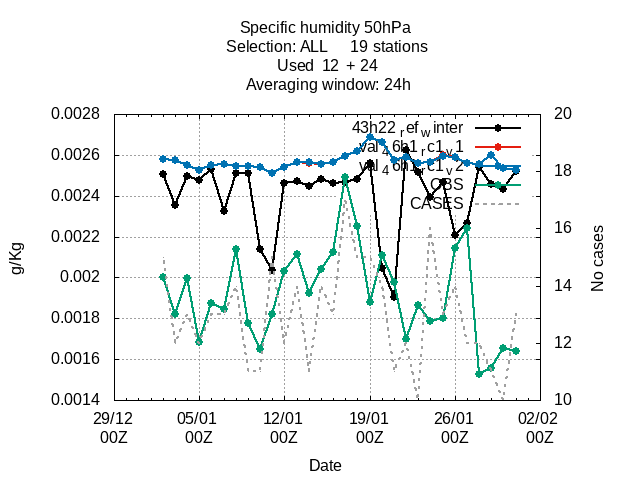 Specific humidity 50hPa
Selection: ALL 19 stations
Used 12 + 24
Averaging window: 24h
0.0028
0.0026
0.0024
0.0022
0.002
0.0018
0.0016
0.0014
g/Kg
20
18
16
14
12
10
No cases
43h22refwinter
val46h1rc1v1
val46h1rc1v2
OBS
CASES
29/12 05/01 12/01 19/01 26/01 02/02
00Z 00Z 00Z 00Z 00Z 00Z
Date